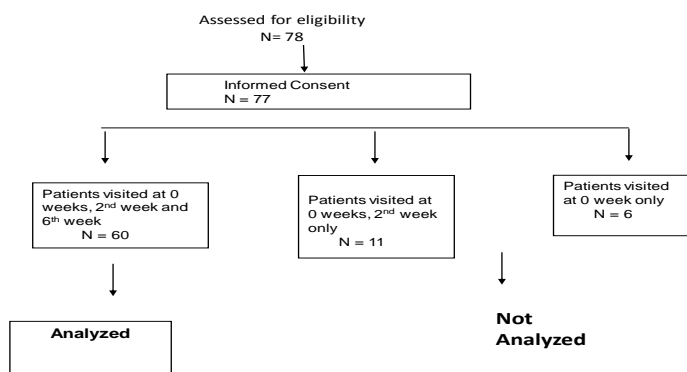 Assessed for eligibility
N= 78
Informed Consent
N = 77
Patients visited at 0
weeks, 2nd week and
6th week
N = 60
Patients visited at
0 weeks, 2nd week
only
N = 11
Patients visited
at 0 week only
N = 6
Analyzed
Not
Analyzed